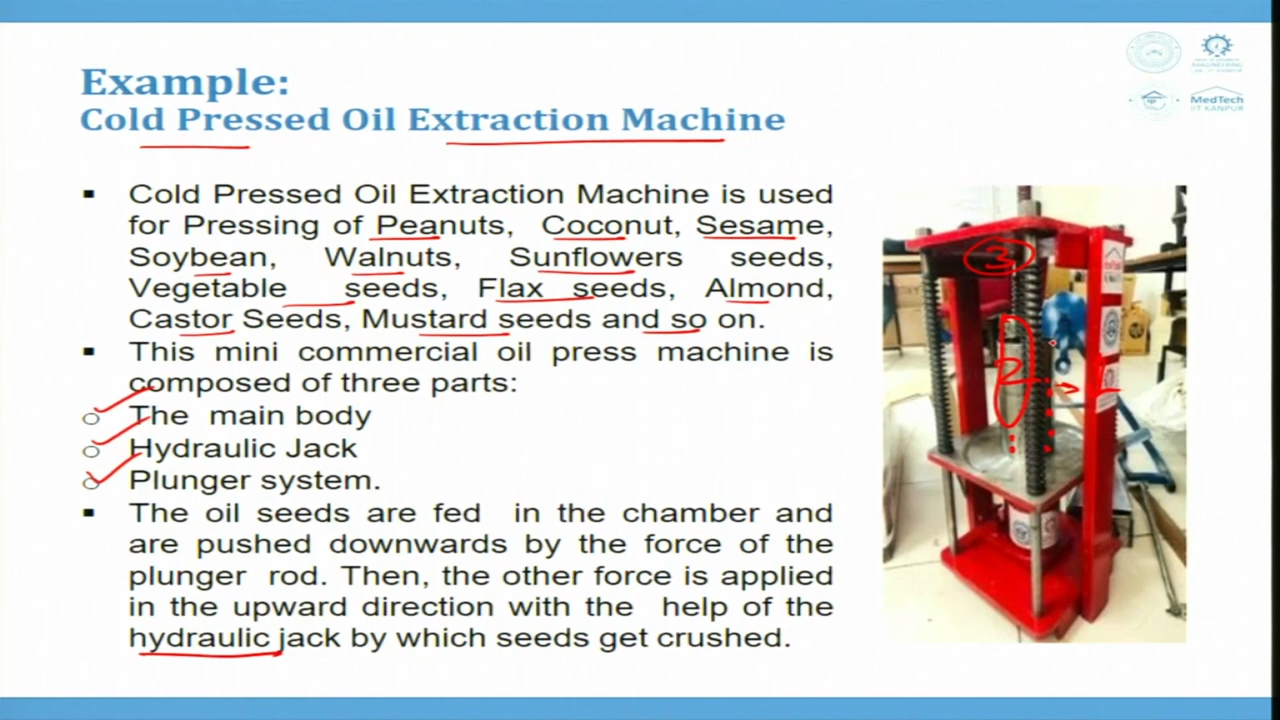 Example:
Cold Pressed Oil Extraction Machine
MedTech
IIT KANPUR
▪ Cold Pressed Oil Extraction Machine is used
for Pressing of Peanuts, Coconut, Sesame,
Soybean, Walnuts, Sunflowers seeds,
Vegetable seeds, Flax seeds, Almond,
Castor Seeds, Mustard seeds and so on.
▪ This mini commercial oil press machine is
composed of three parts:
○ The main body
○ Hydraulic Jack
○ Plunger system.
▪ The oil seeds are fed in the chamber and
are pushed downwards by the force of the
plunger rod. Then, the other force is applied
in the upward direction with the help of the
hydraulic jack by which seeds get crushed.
3
2
1